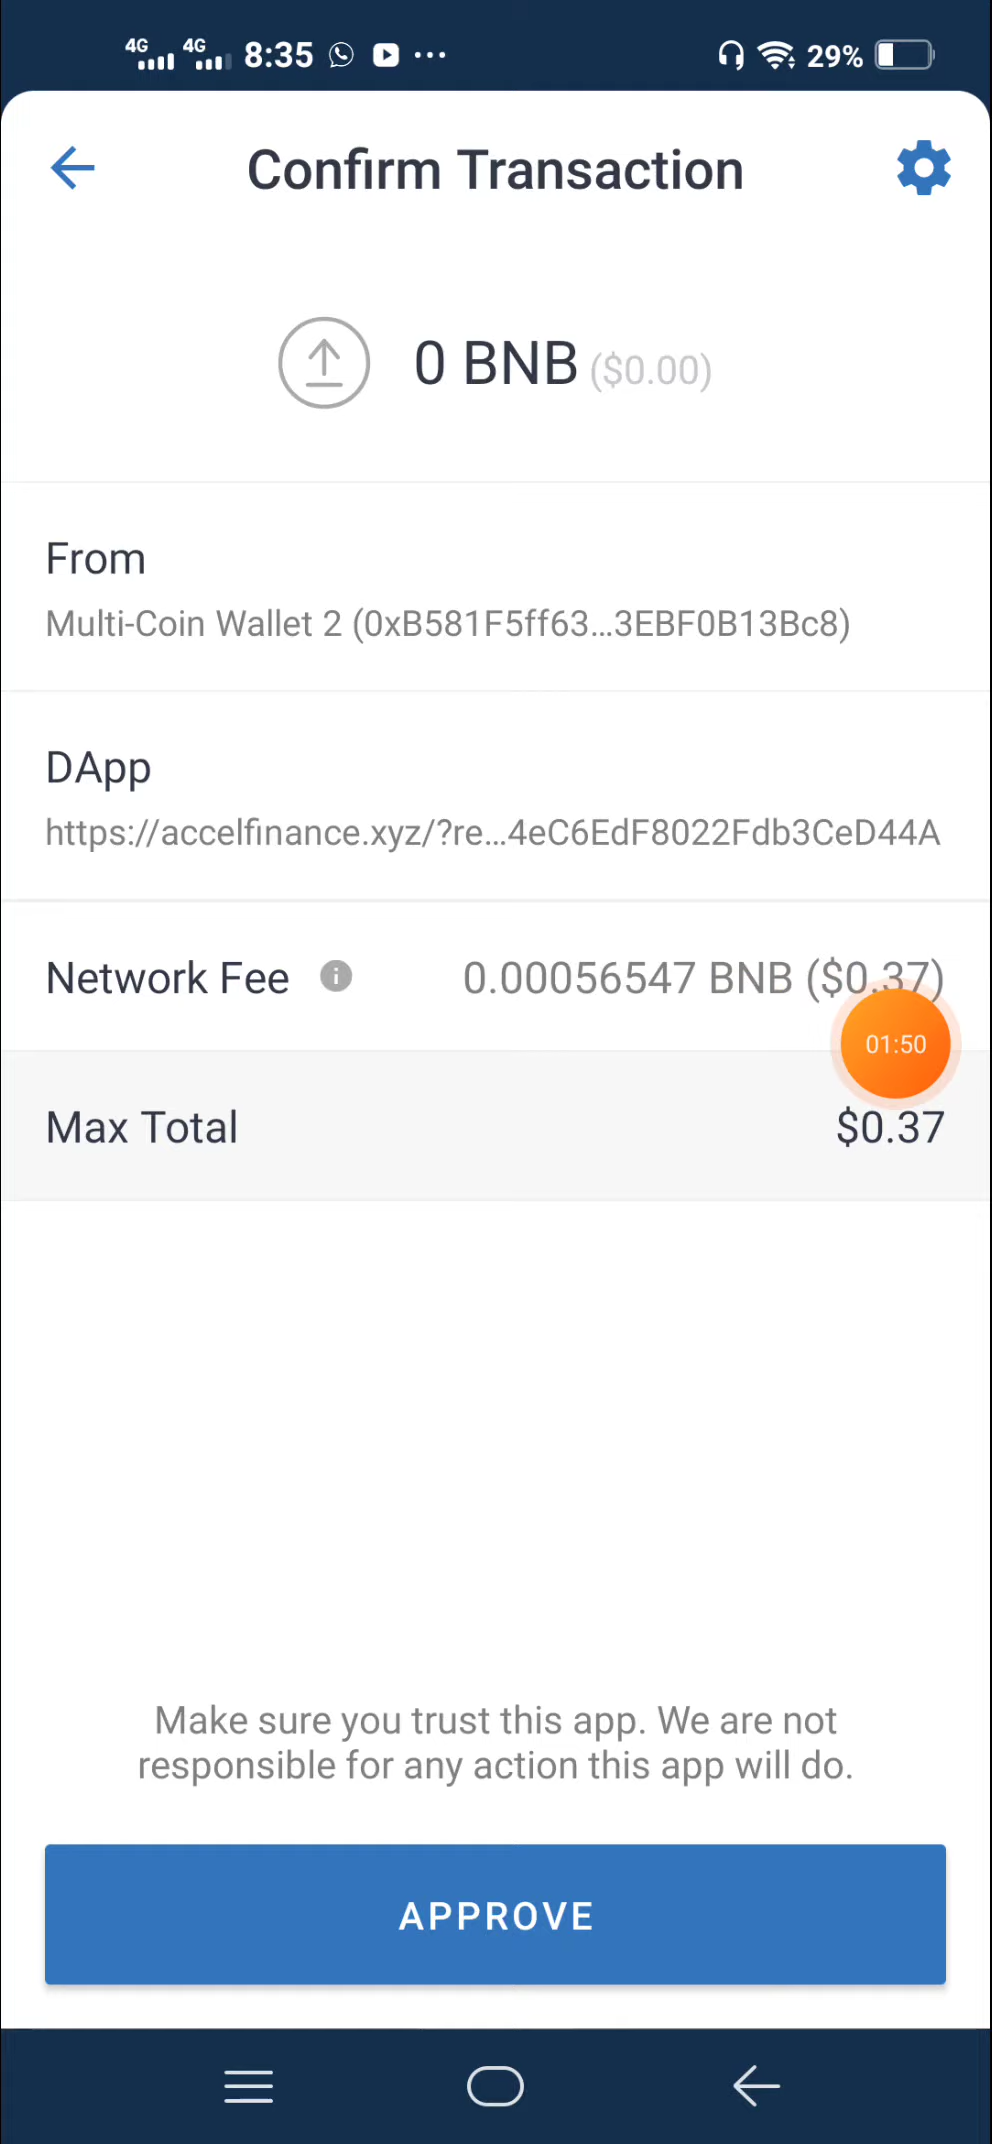 4G 4G 8:35 29%
Confirm Transaction
0 BNB ($0.00)
From
Multi-Coin Wallet 2 (0xB581F5ff63...3EBF0B13Bc8)
DApp
https://accelfinance.xyz/?re...4eC6EdF8022Fdb3CeD44A
Network Fee i 0.00056547 BNB ($0.37)
01:50
Max Total $0.37
Make sure you trust this app. We are not
responsible for any action this app will do.
APPROVE